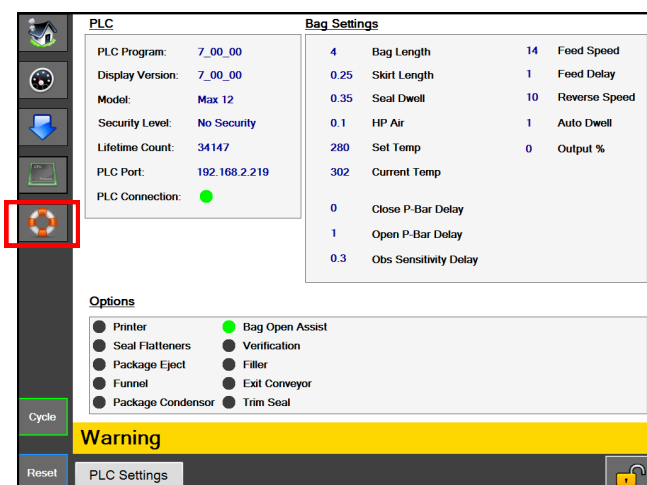 PLC
PLC Program: 7_00_00
Display Version: 7_00_00
Model: Max 12
Security Level: No Security
Lifetime Count: 34147
PLC Port: 192.168.2.219
PLC Connection:
Bag Settings
4 Bag Length 14 Feed Speed
0.25 Skirt Length 1 Feed Delay
0.35 Seal Dwell 10 Reverse Speed
0.1 HP Air 1 Auto Dwell
280 Set Temp 0 Output %
302 Current Temp
0 Close P-Bar Delay
1 Open P-Bar Delay
0.3 Obs Sensitivity Delay
Options
Printer Bag Open Assist
Seal Flatteners Verification
Package Eject Filler
Funnel Exit Conveyor
Package Condensor Trim Seal
Cycle
Warning
Reset
PLC Settings